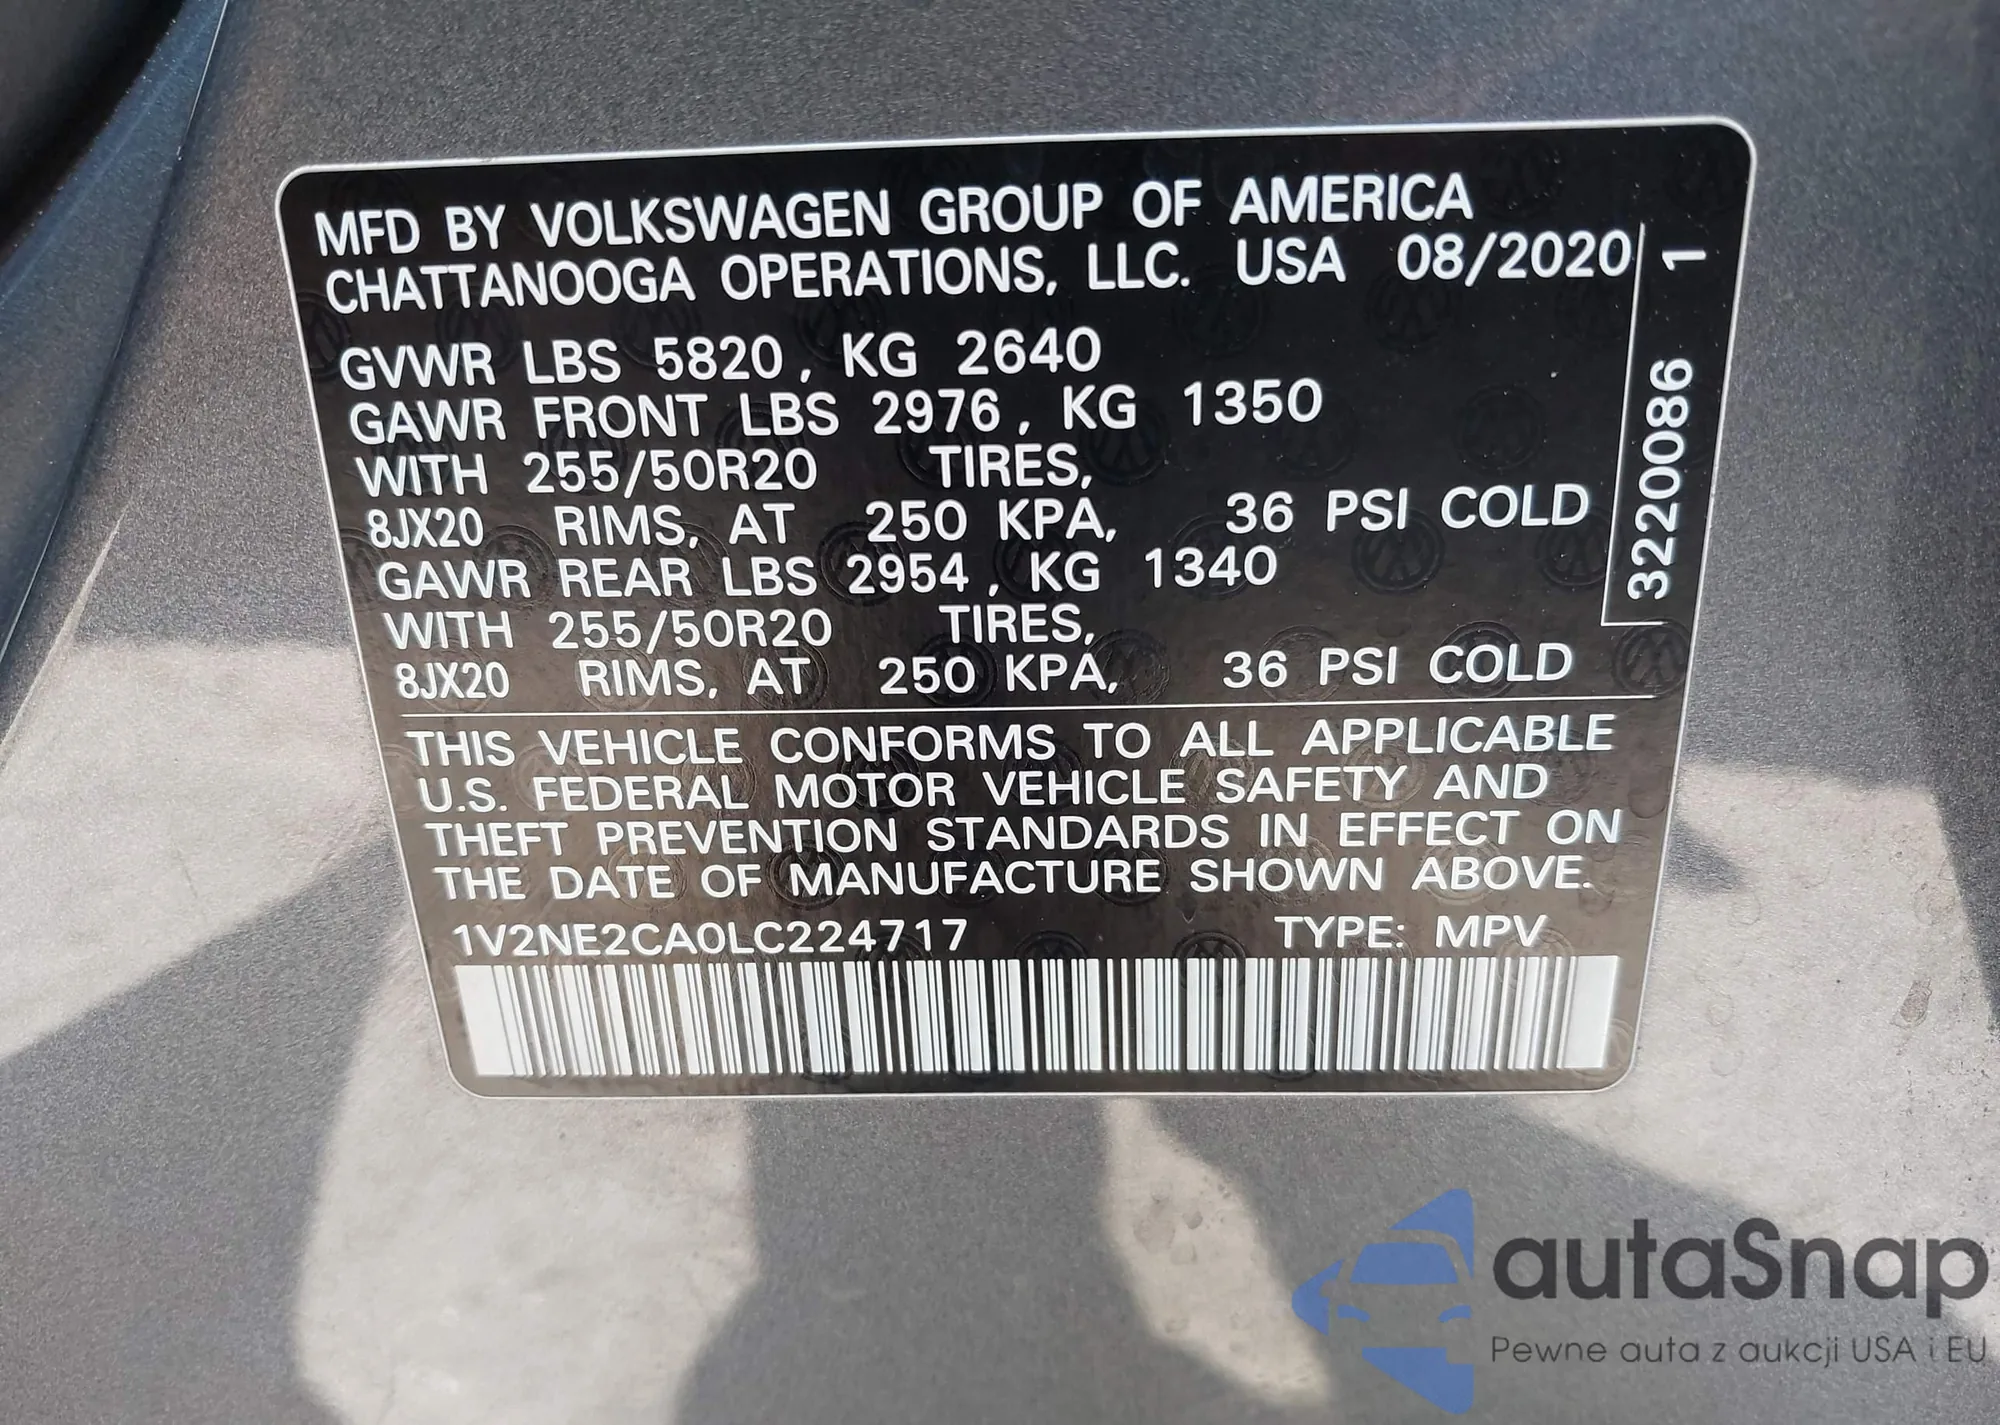 MFD BY VOLKSWAGEN GROUP OF AMERICA
CHATTANOOGA OPERATIONS, LLC. USA 08/2020
GVWR LBS 5820, KG 2640
GAWR FRONT LBS 2976, KG 1350
WITH 255/50R20 TIRES,
8JX20 RIMS, AT 250 KPA, 36 PSI COLD
GAWR REAR LBS 2954, KG 1340
WITH 255/50R20 TIRES,
8JX20 RIMS, AT 250 KPA, 36 PSI COLD
3220086 1
THIS VEHICLE CONFORMS TO ALL APPLICABLE
U.S. FEDERAL MOTOR VEHICLE SAFETY AND
THEFT PREVENTION STANDARDS IN EFFECT ON
THE DATE OF MANUFACTURE SHOWN ABOVE.
1V2NE2CA0LC224717 TYPE: MPV
autaSnap
Pewne auta z aukcji USA i EU